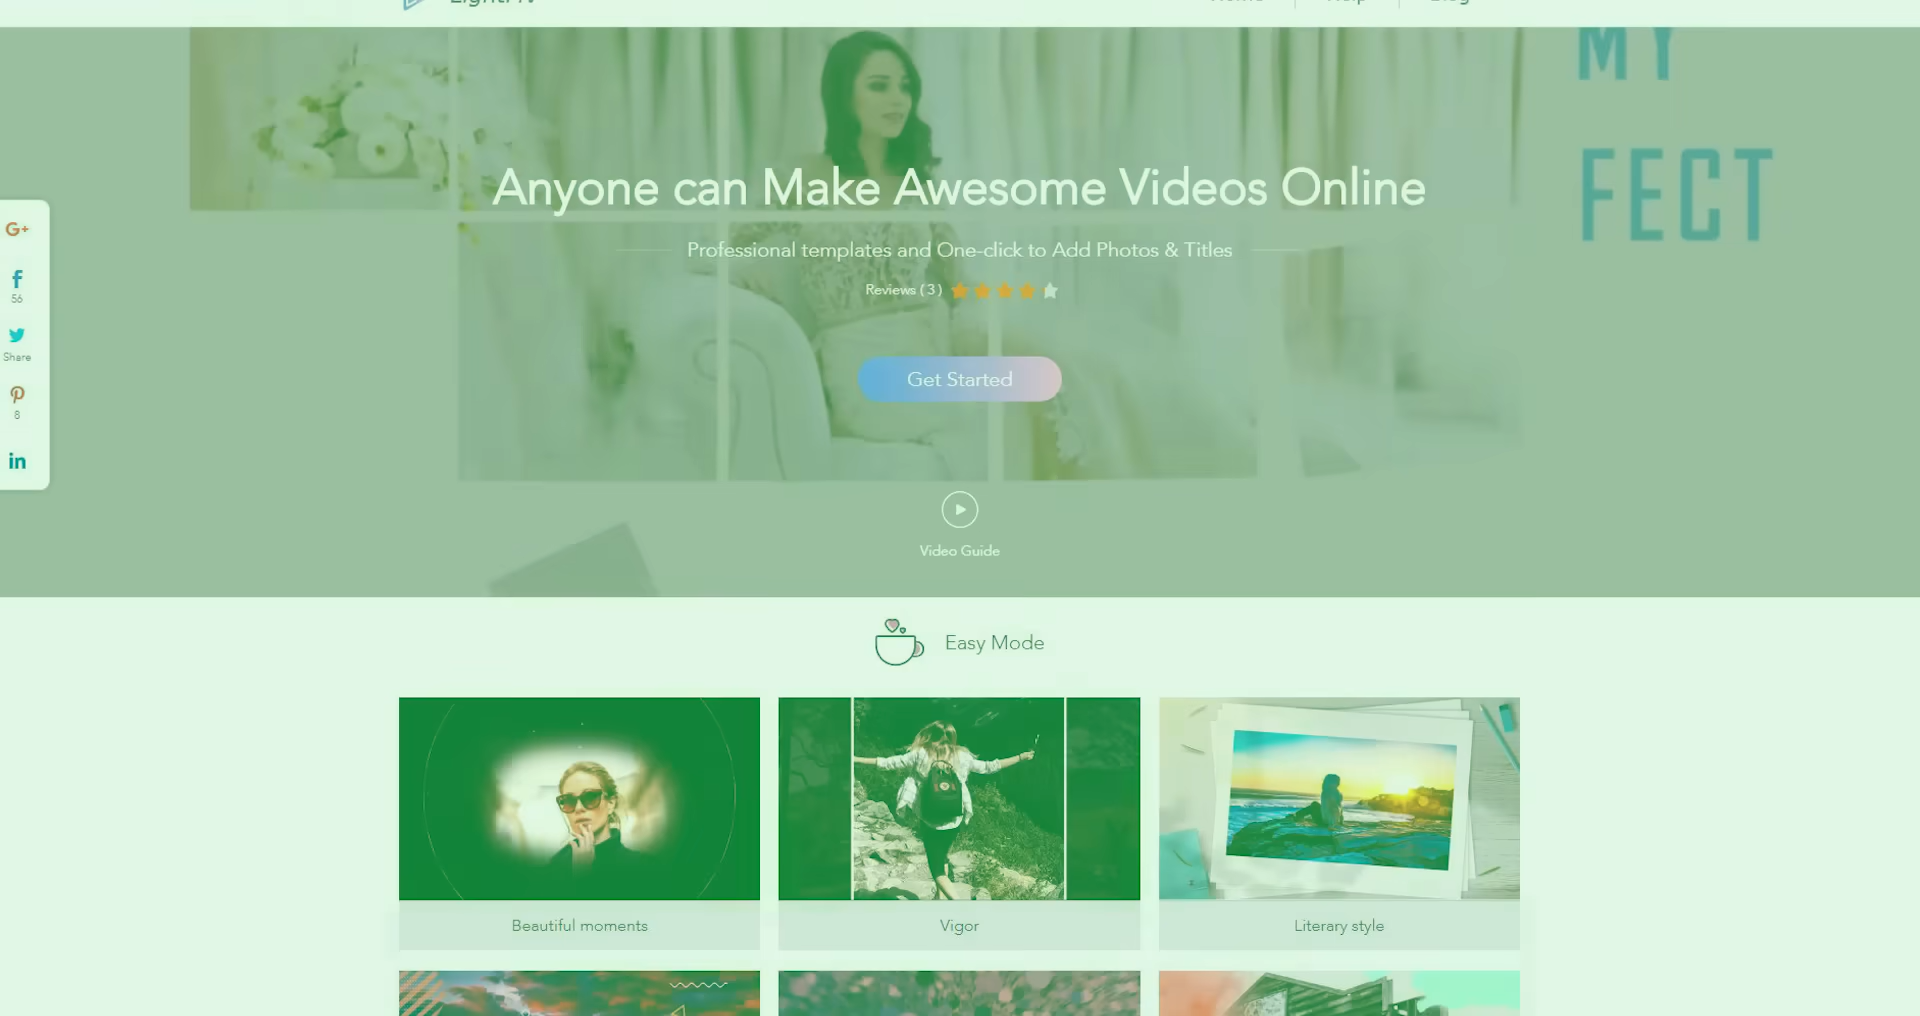 MY
FECT
Anyone can Make Awesome Videos Online
Professional templates and One-click to Add Photos & Titles
Reviews ( 3 )
Get Started
Video Guide
G+
56
Share
8
in
Easy Mode
Beautiful moments
Vigor
Literary style